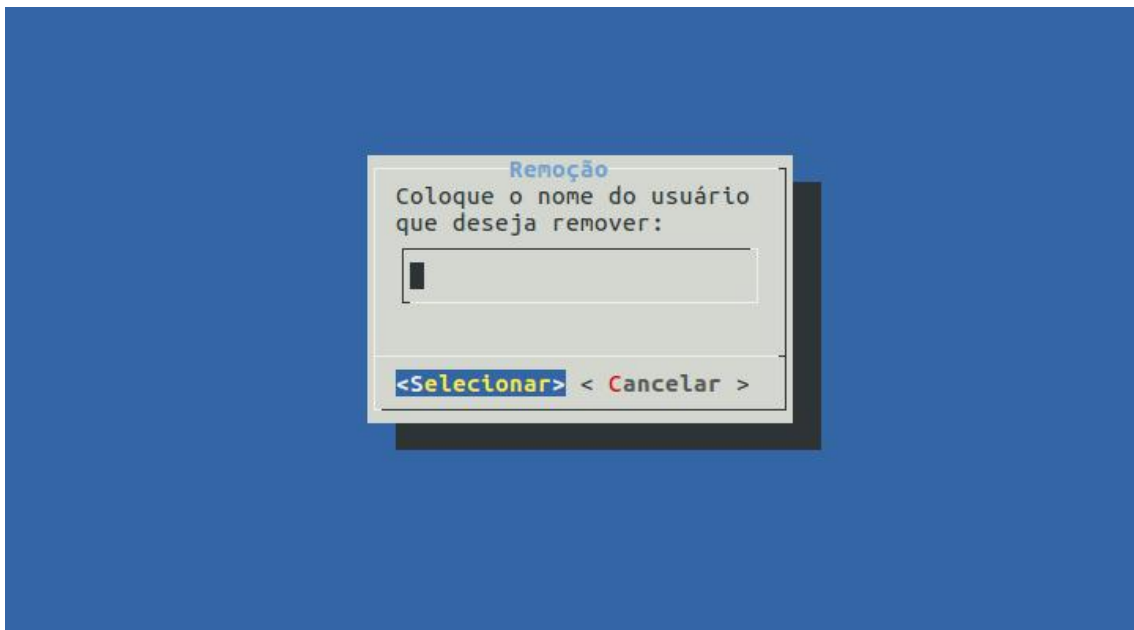 Remoção
Coloque o nome do usuário
que deseja remover:
<Selecionar> < Cancelar >